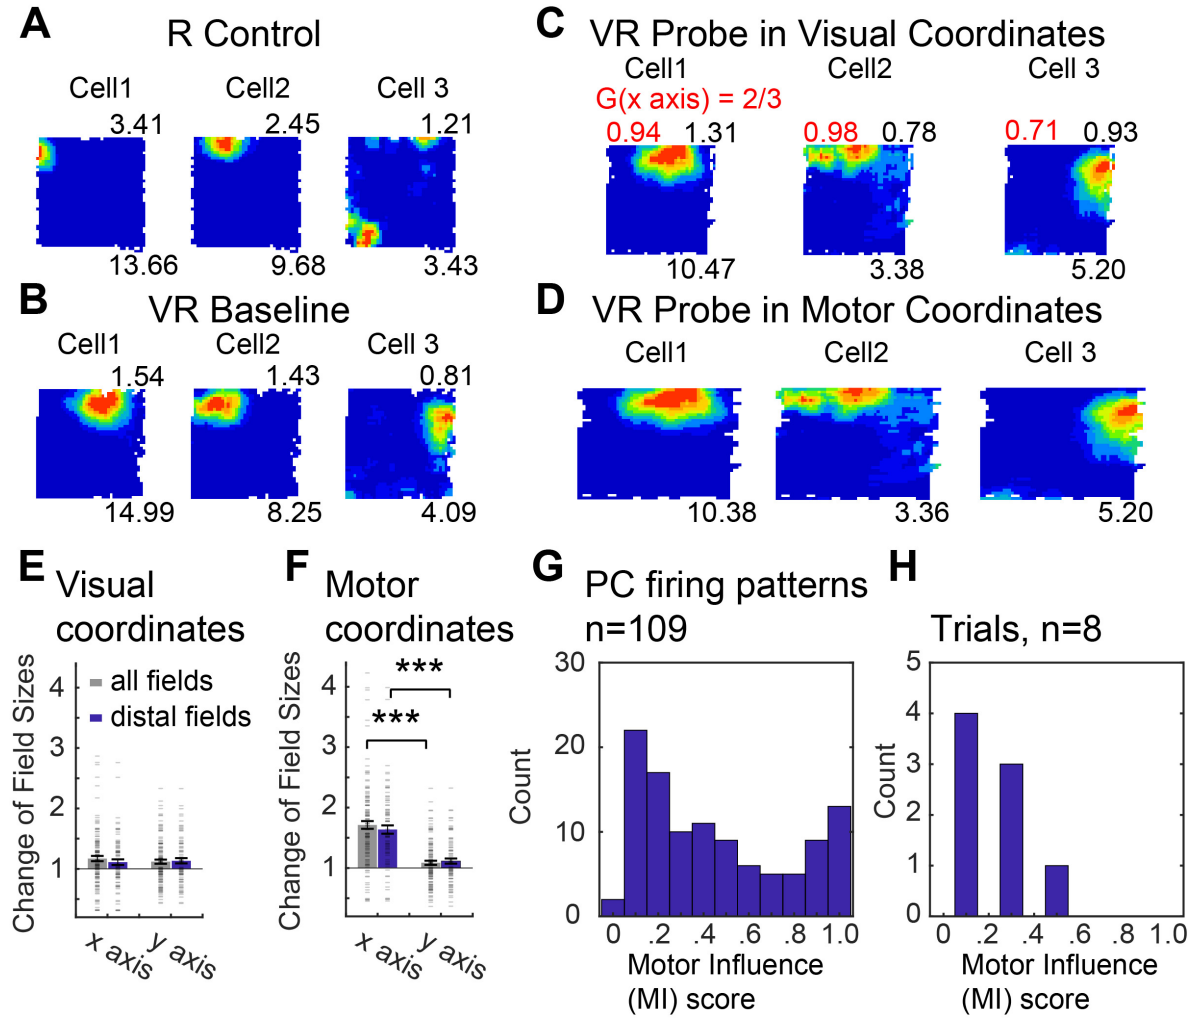 A
R Control
Cell1 Cell2 Cell 3
3.41 2.45 1.21
13.66 9.68 3.43
B
VR Baseline
Cell1 Cell2 Cell 3
1.54 1.43 0.81
14.99 8.25 4.09
C
VR Probe in Visual Coordinates
Cell1 Cell2 Cell 3
G(x axis) = 2/3
0.94 1.31 0.98 0.78 0.71 0.93
10.47 3.38 5.20
D
VR Probe in Motor Coordinates
Cell1 Cell2 Cell 3
10.38 3.36 5.20
E
Visual
coordinates
Change of Field Sizes
4
3
2
1
all fields
distal fields
x axis
y axis
F
Motor
coordinates
Change of Field Sizes
4
3
2
1
***
***
x axis
y axis
G
PC firing patterns
n=109
Count
30
20
10
0
0 .2 .4 .6 .8 1.0
Motor Influence
(MI) score
H
Trials, n=8
Count
5
4
3
2
1
0
0 .2 .4 .6 .8 1.0
Motor Influence
(MI) score